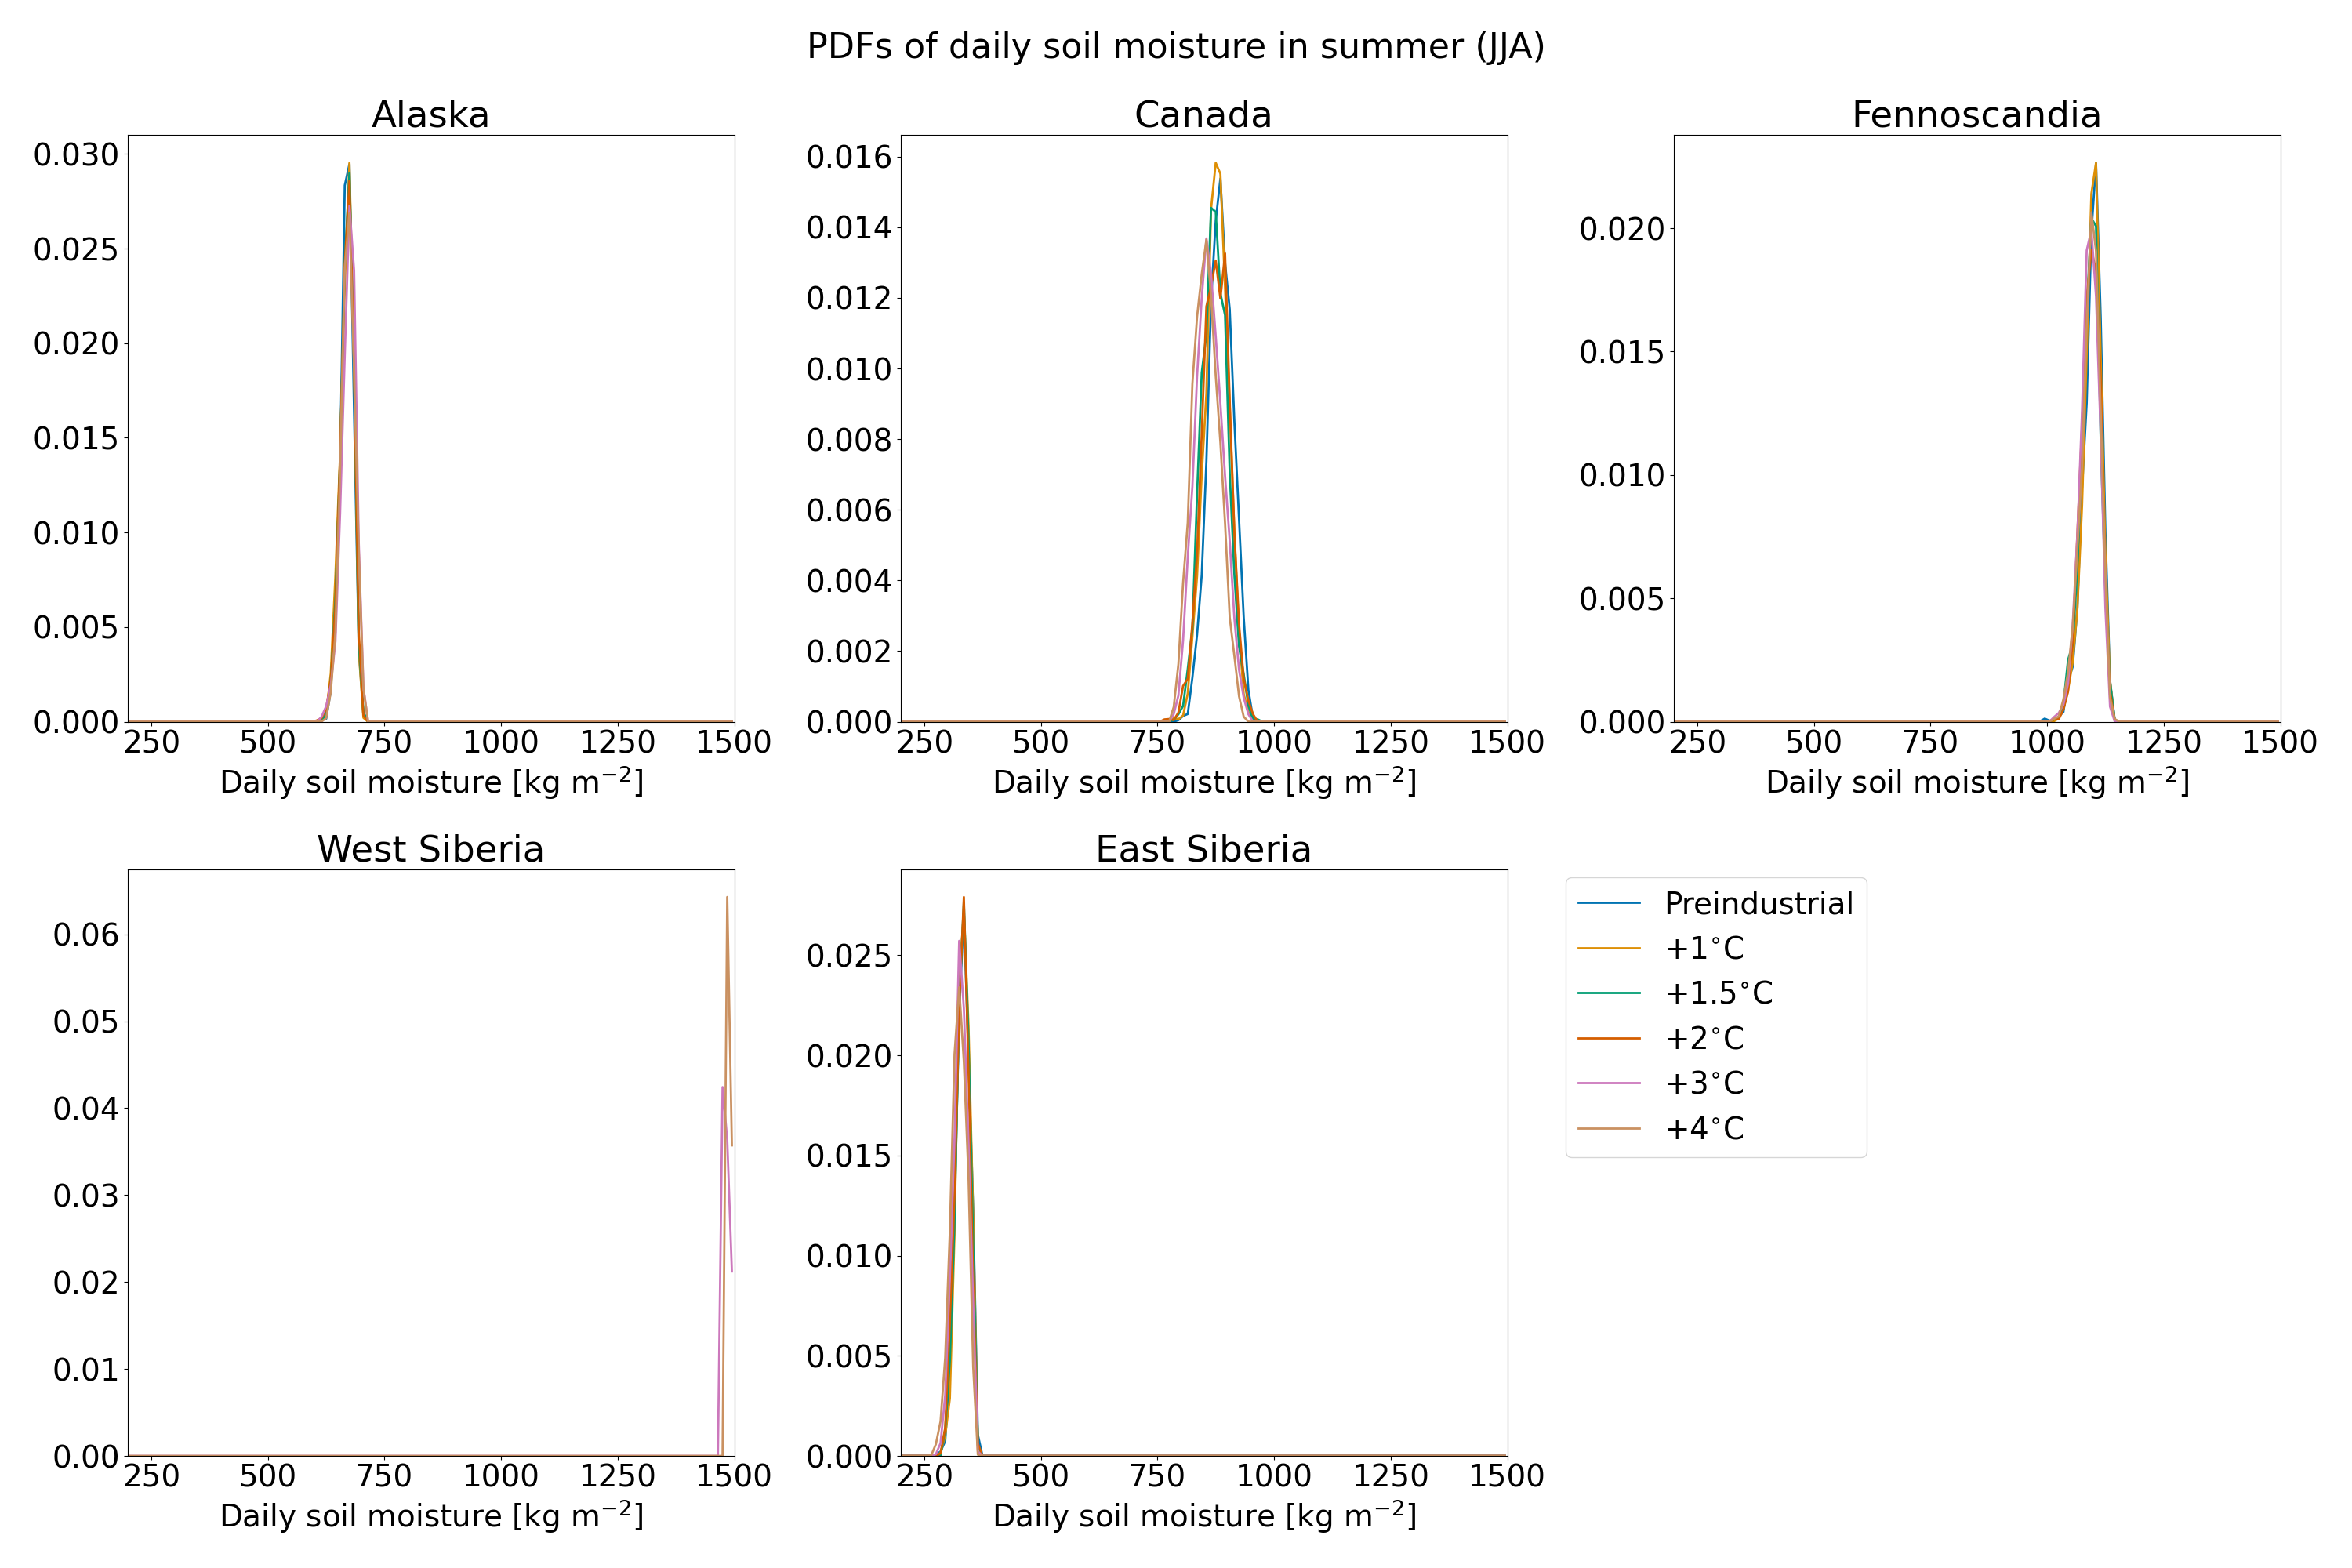 PDFs of daily soil moisture in summer (JJA)
Alaska
0.030
0.025
0.020
0.015
0.010
0.005
0.000
250 500 750 1000 1250 1500
Daily soil moisture [kg m⁻²]
Canada
0.016
0.014
0.012
0.010
0.008
0.006
0.004
0.002
0.000
250 500 750 1000 1250 1500
Daily soil moisture [kg m⁻²]
Fennoscandia
0.020
0.015
0.010
0.005
0.000
250 500 750 1000 1250 1500
Daily soil moisture [kg m⁻²]
West Siberia
0.06
0.05
0.04
0.03
0.02
0.01
0.00
250 500 750 1000 1250 1500
Daily soil moisture [kg m⁻²]
East Siberia
0.025
0.020
0.015
0.010
0.005
0.000
250 500 750 1000 1250 1500
Daily soil moisture [kg m⁻²]
Preindustrial
+1°C
+1.5°C
+2°C
+3°C
+4°C